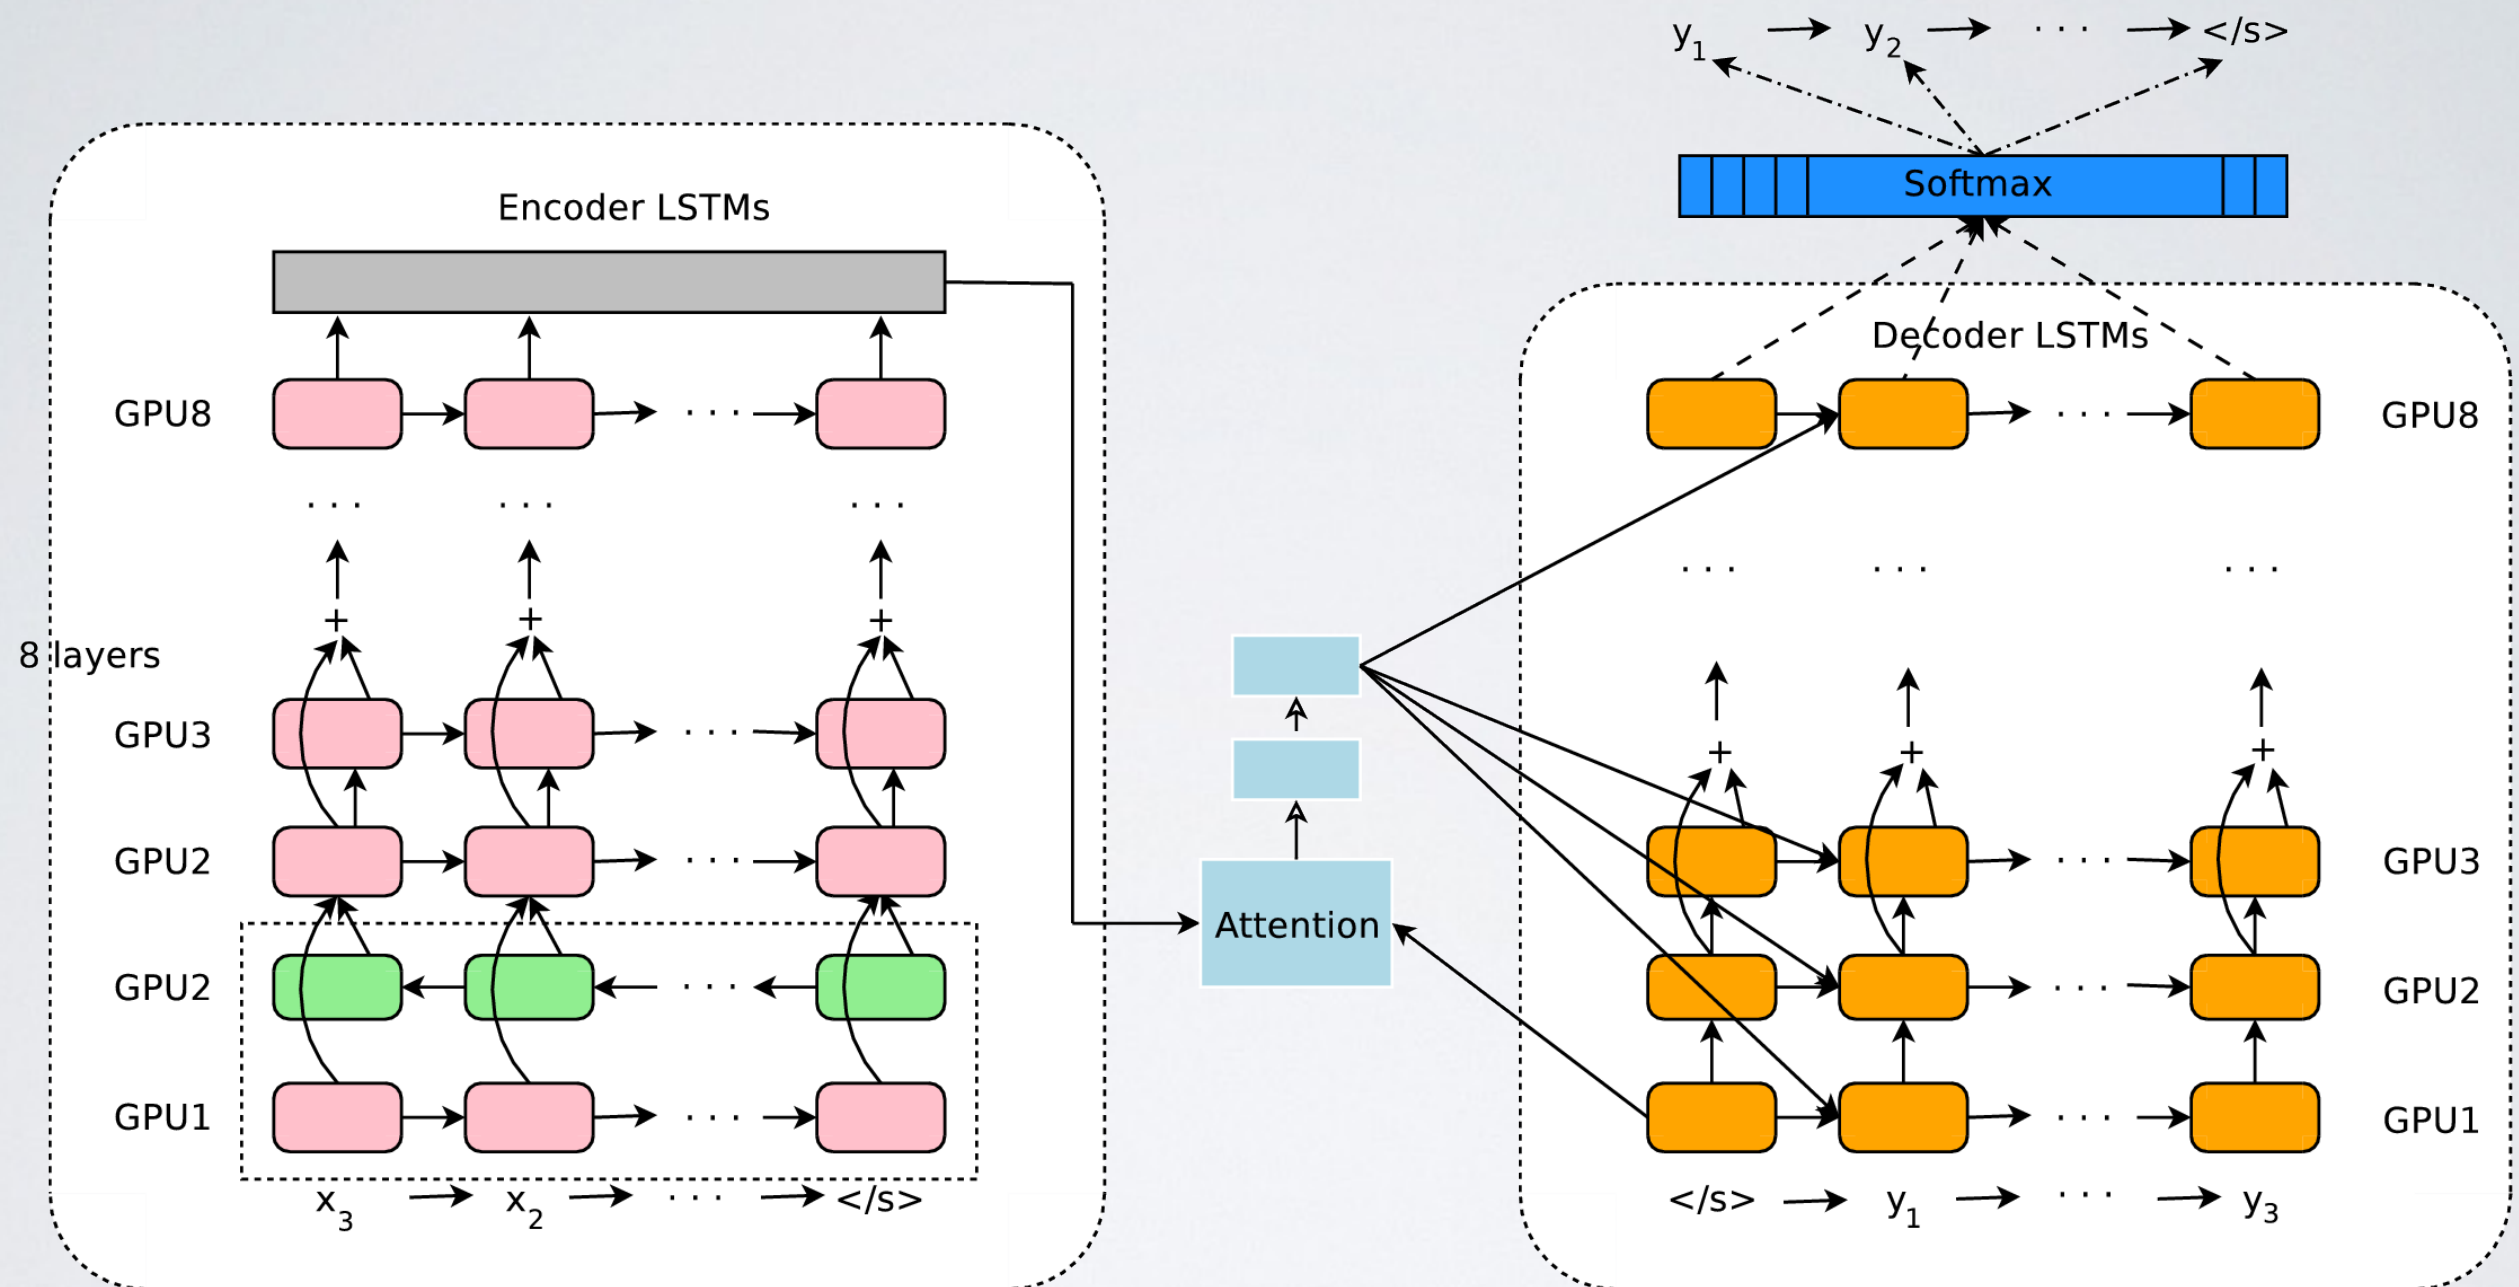 y1 → y2 → · · · → </s>
Softmax
Encoder LSTMs
GPU8
· · ·
· · · · · · · · ·
+ + +
8 layers
GPU3
· · ·
GPU2
· · ·
GPU2
· · ·
GPU1
· · ·
x3 → x2 → · · · → </s>
Attention
Decoder LSTMs
· · ·
GPU8
· · · · · · · · ·
+ + +
· · ·
GPU3
· · ·
GPU2
· · ·
GPU1
</s> → y1 → · · · → y3